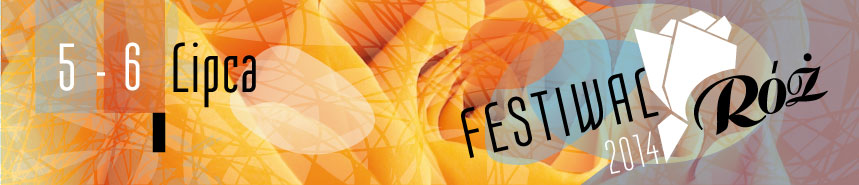 5 - 6 Lipca
FESTIWAL RÓŻ
2014